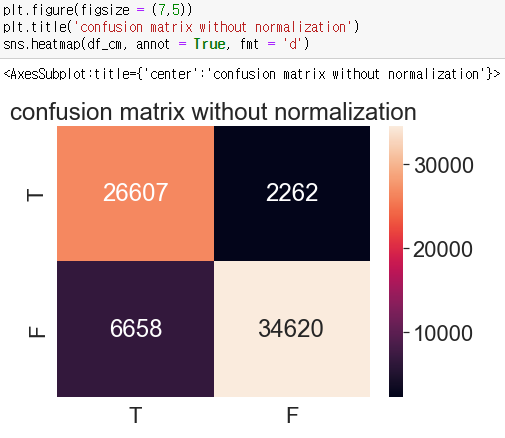 plt.figure(figsize = (7,5))
plt.title('confusion matrix without normalization')
sns.heatmap(df_cm, annot = True, fmt = 'd')
<AxesSubplot:title={'center':'confusion matrix without normalization'}>
confusion matrix without normalization
T 26607 2262
F 6658 34620
T F
30000
20000
10000